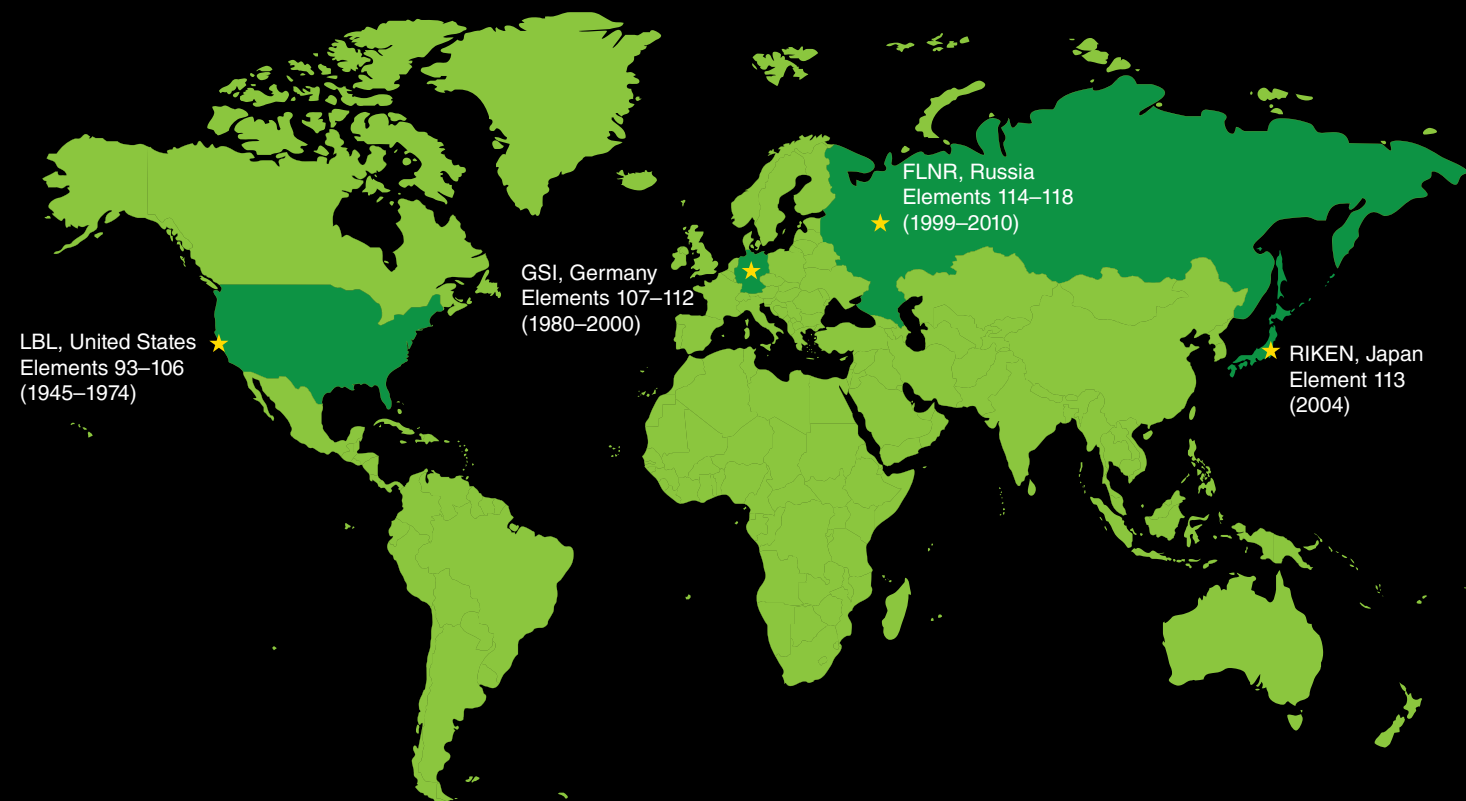 FLNR, Russia
Elements 114–118
(1999–2010)
GSI, Germany
Elements 107–112
(1980–2000)
LBL, United States
Elements 93–106
(1945–1974)
RIKEN, Japan
Element 113
(2004)